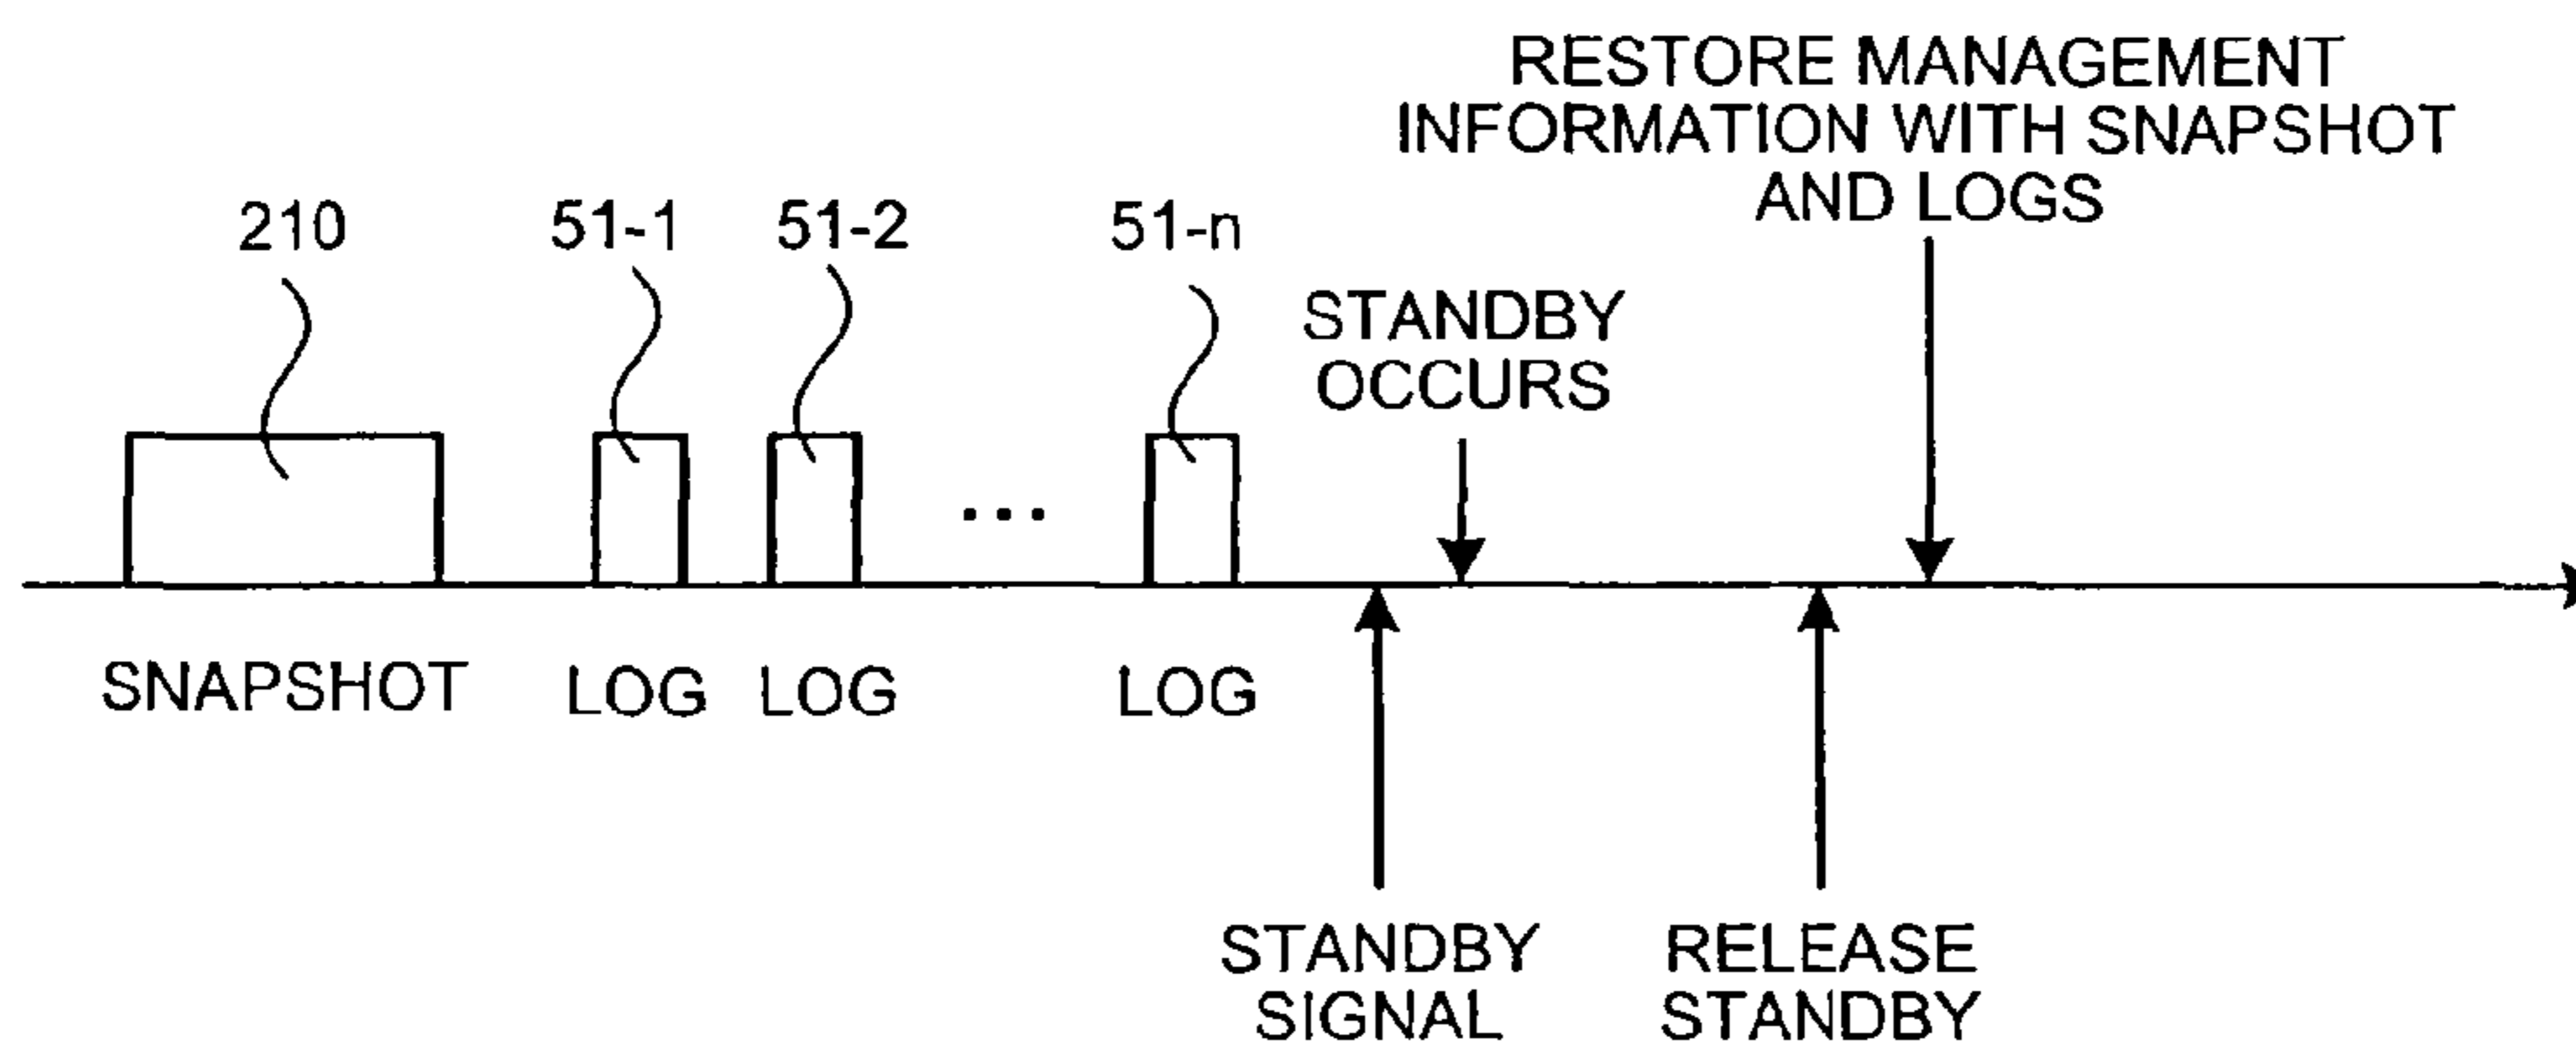 RESTORE MANAGEMENT
INFORMATION WITH SNAPSHOT
AND LOGS
210
51-1
51-2
51-n
STANDBY
OCCURS
...
SNAPSHOT
LOG
LOG
LOG
STANDBY
SIGNAL
RELEASE
STANDBY